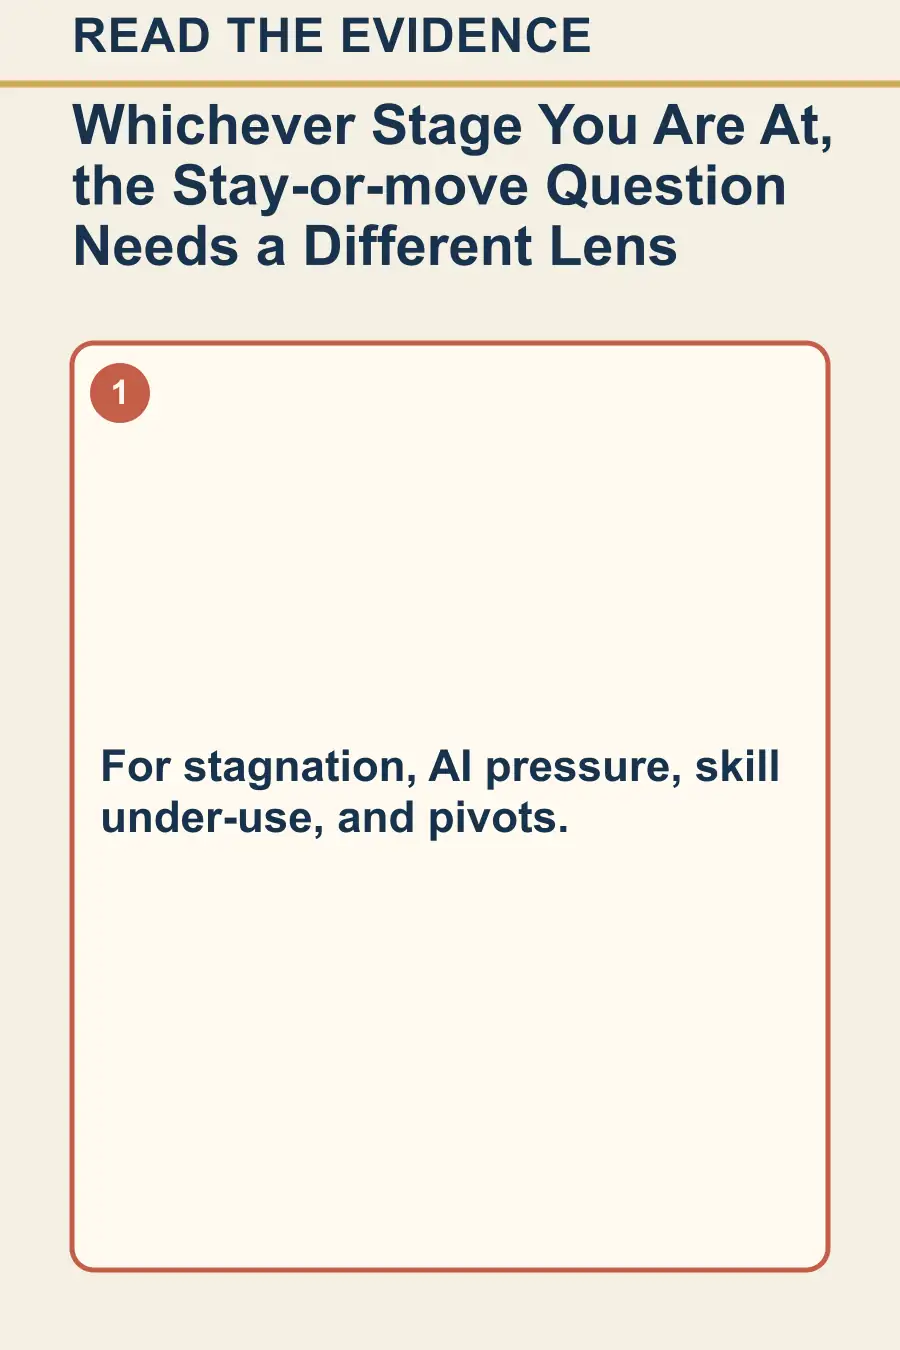 READ THE EVIDENCE
Whichever Stage You Are At,
the Stay-or-move Question
Needs a Different Lens
1
For stagnation, AI pressure, skill
under-use, and pivots.